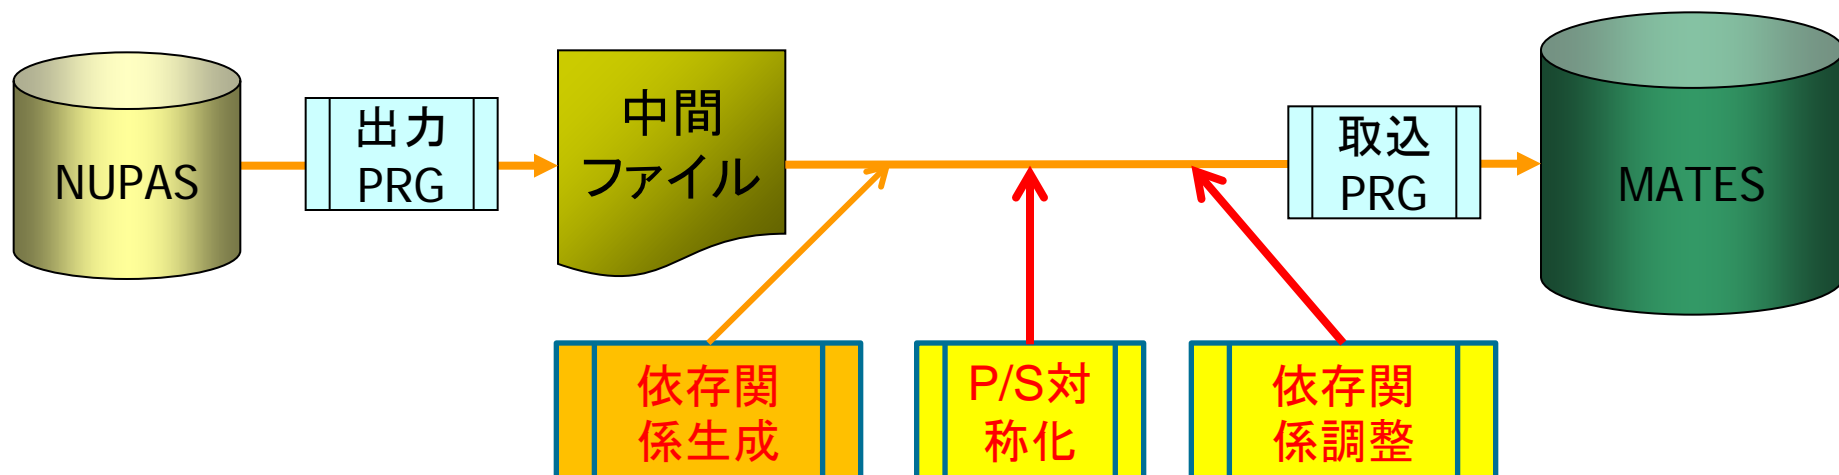 NUPAS
出力
PRG
中間
ファイル
取込
PRG
MATES
依存関
係生成
P/S対
称化
依存関
係調整